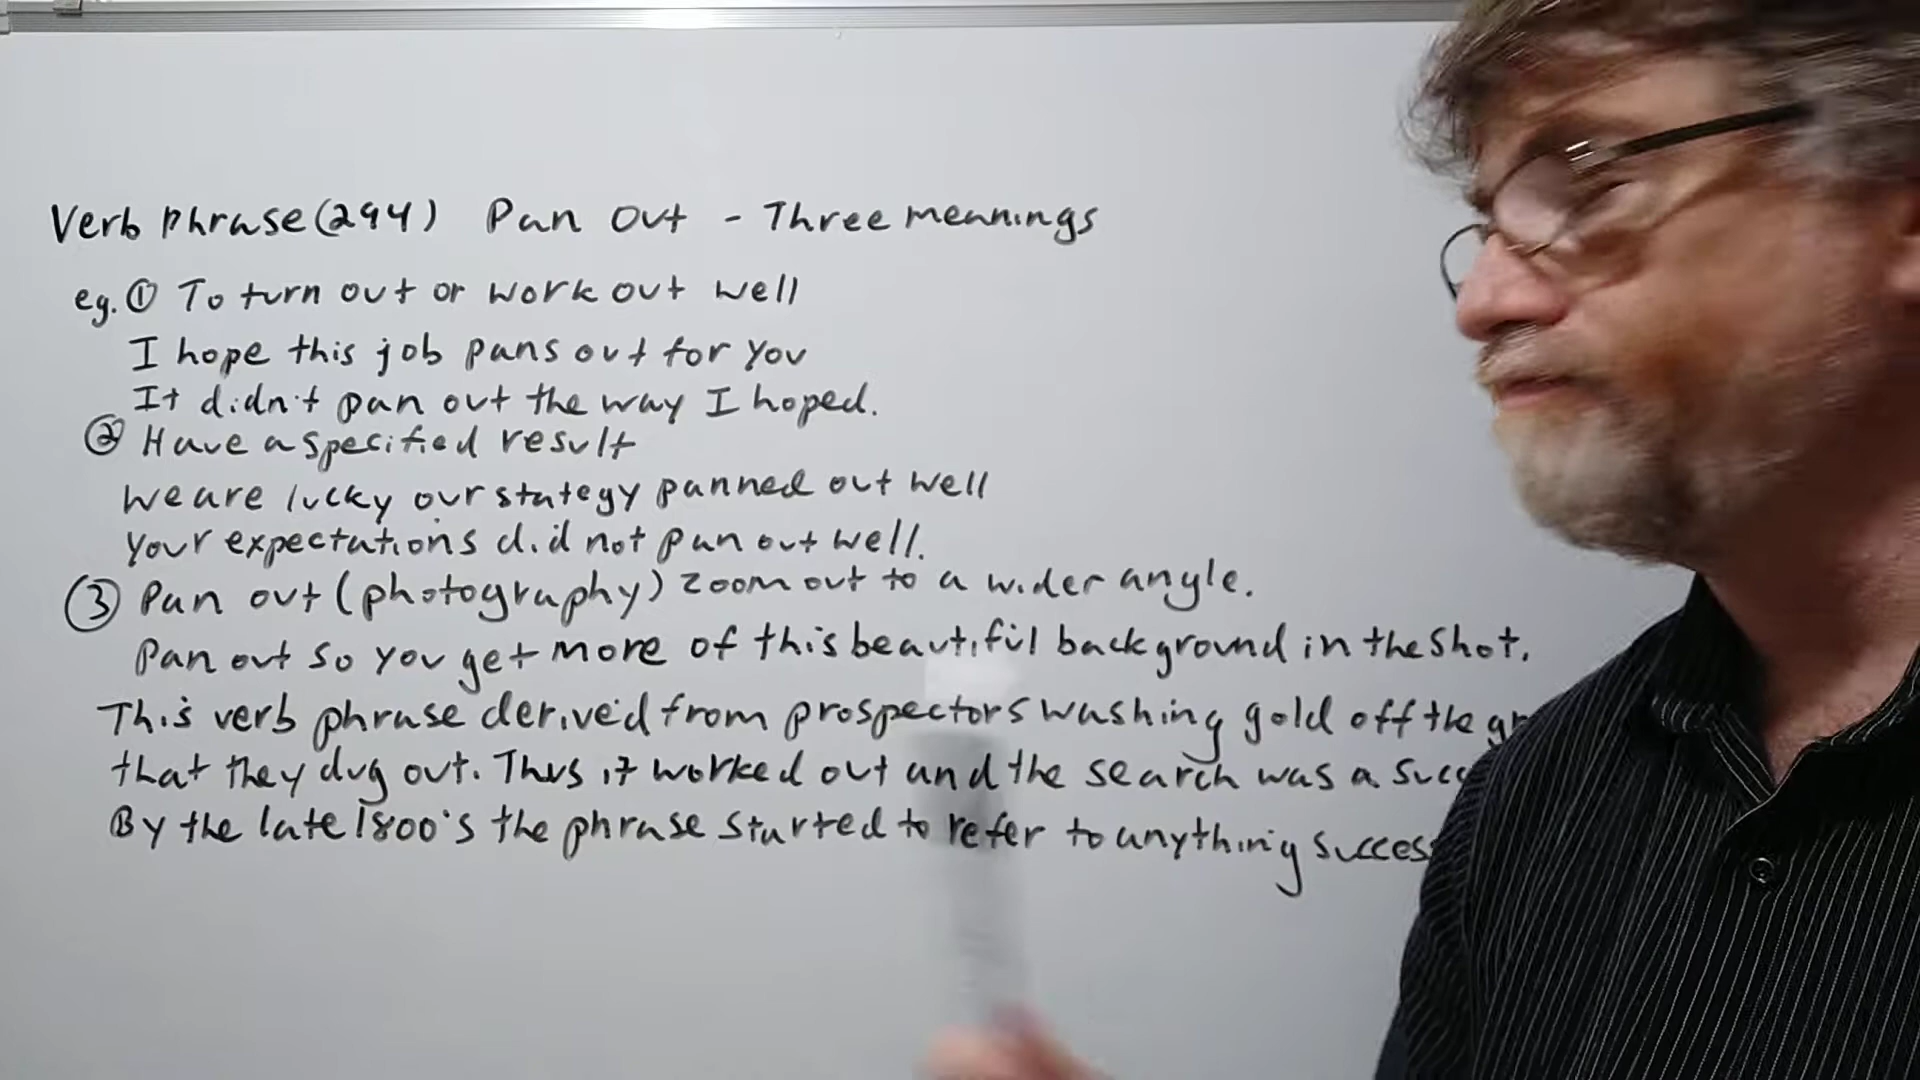 Verb Phrase (294) Pan Out - Three meanings
eg. ① To turn out or work out well
I hope this job pans out for you
It didn't pan out the way I hoped.
② Have a specified result
We are lucky our stategy panned out well
Your expectations did not pan out well.
③ Pan out (photography) zoom out to a wider angle.
Pan out so you get more of this beautiful background in the shot.
This verb phrase derived from prospectors washing gold off the
that they dug out. Thus it worked out and the search was a
By the late 1800's the phrase started to refer to anything